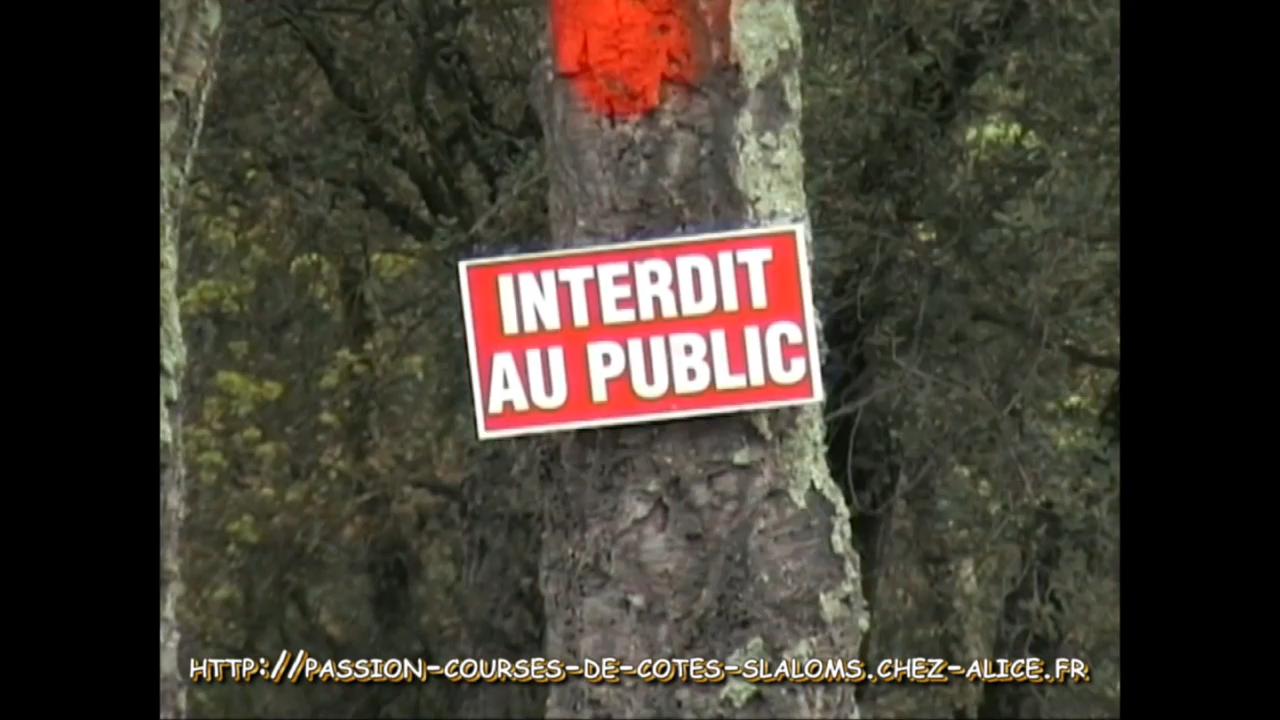 INTERDIT
AU PUBLIC
HTTP://PASSION-COURSES-DE-COTES-SLALOMS.CHEZ-ALICE.FR